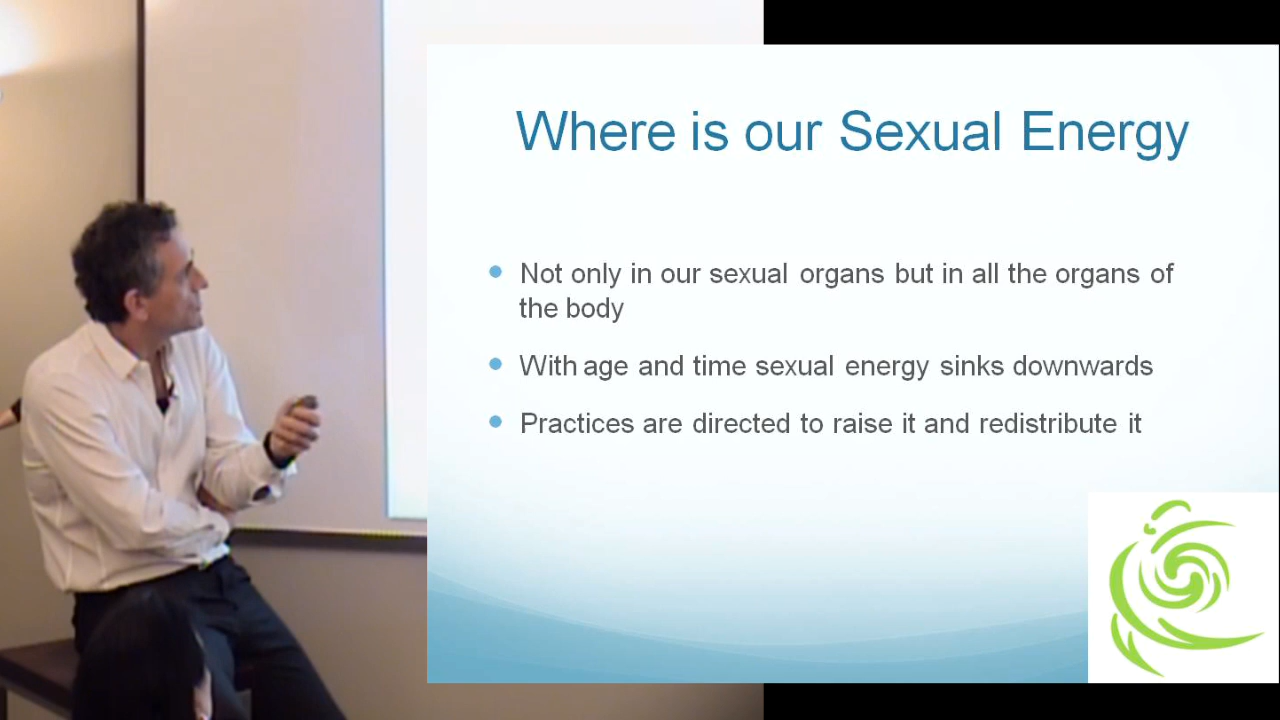 Where is our Sexual Energy
Not only in our sexual organs but in all the organs of
the body
With age and time sexual energy sinks downwards
Practices are directed to raise it and redistribute it